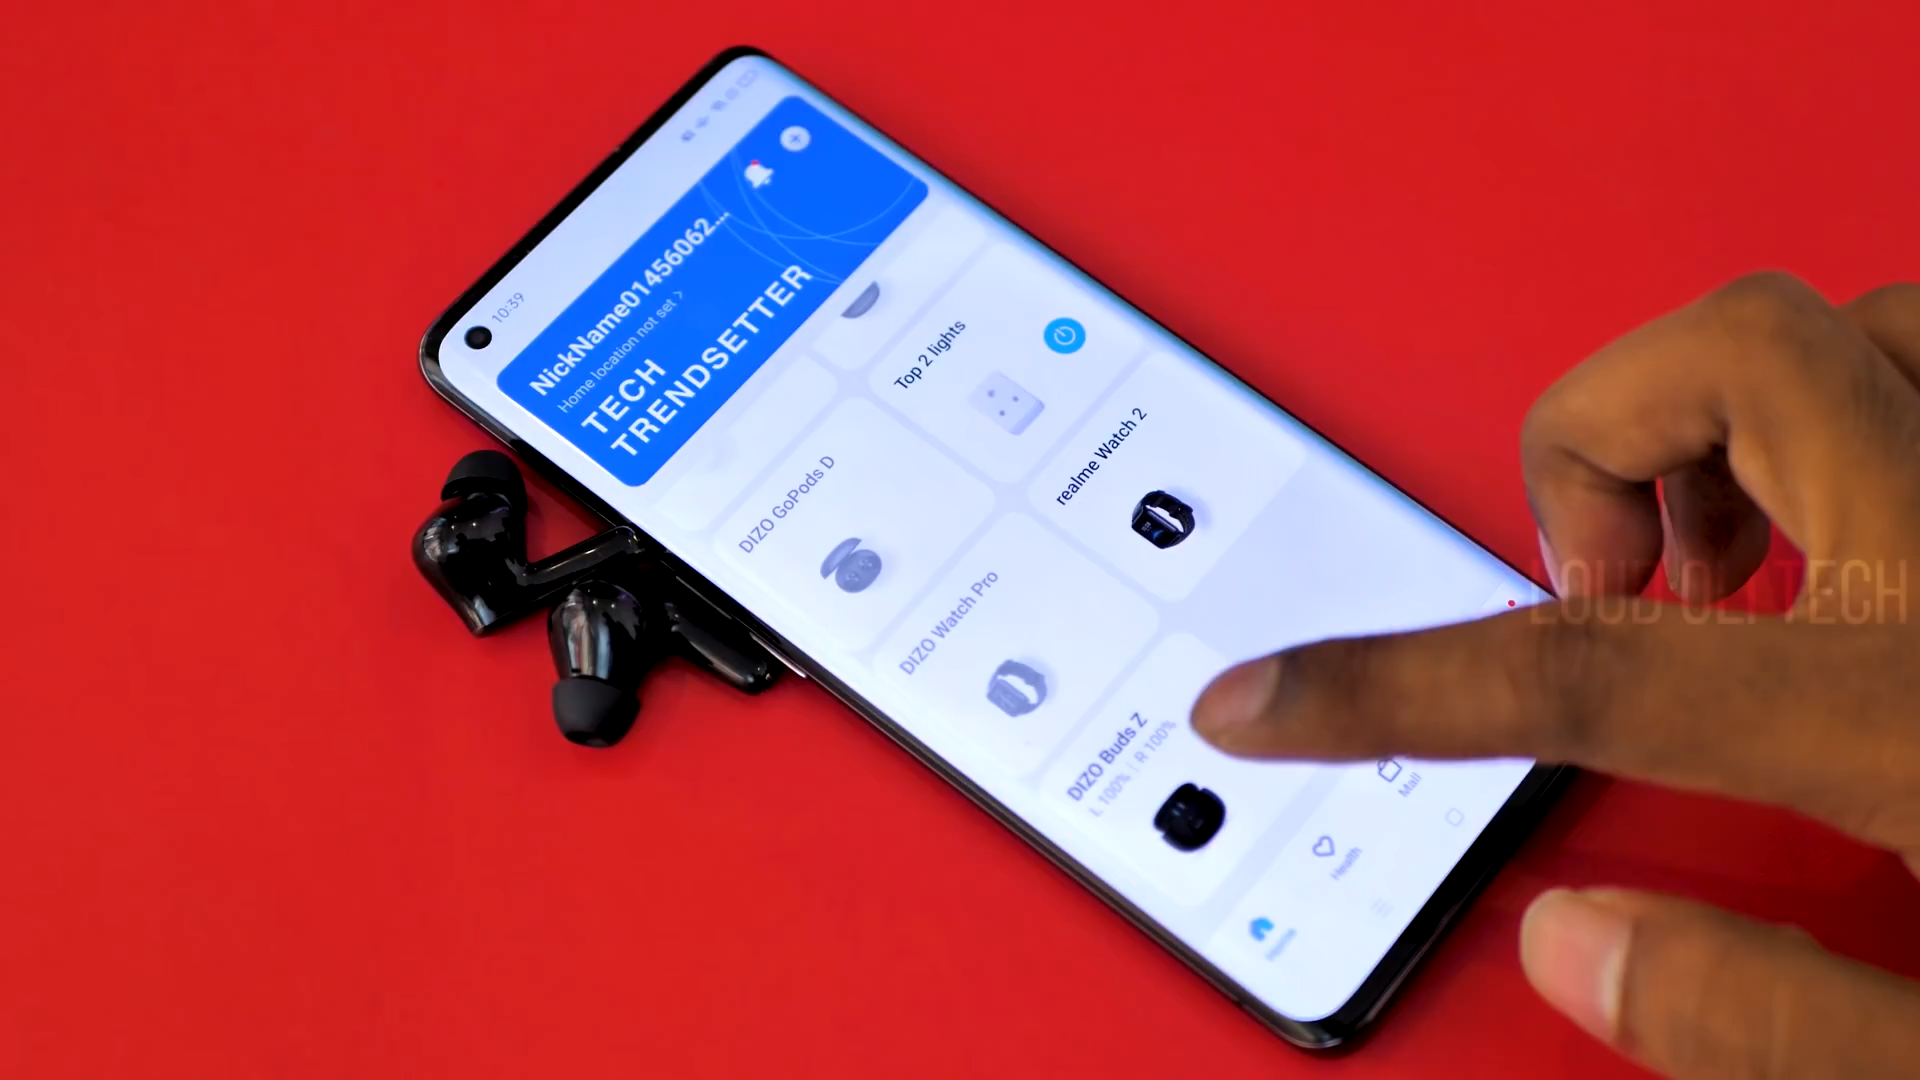 10:39
NickName01456062...
Home location not set >
TECH
TRENDSETTER
Top 2 lights
DIZO GoPods D
realme Watch 2
DIZO Watch Pro
DIZO Buds Z
L 100% | R 100%
Home
Health
Mall
LOUD OLI TECH